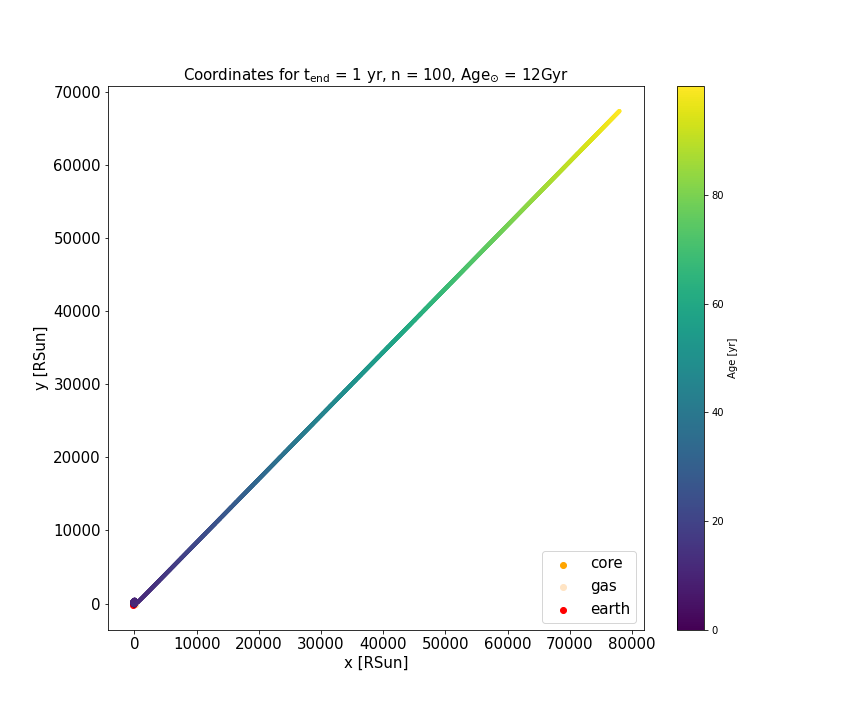 Coordinates for t_end = 1 yr, n = 100, Age_⊙ = 12Gyr
70000
60000
50000
40000
30000
20000
10000
0
y [RSun]
0 10000 20000 30000 40000 50000 60000 70000 80000
x [RSun]
core
gas
earth
80
60
40
20
0
Age [yr]